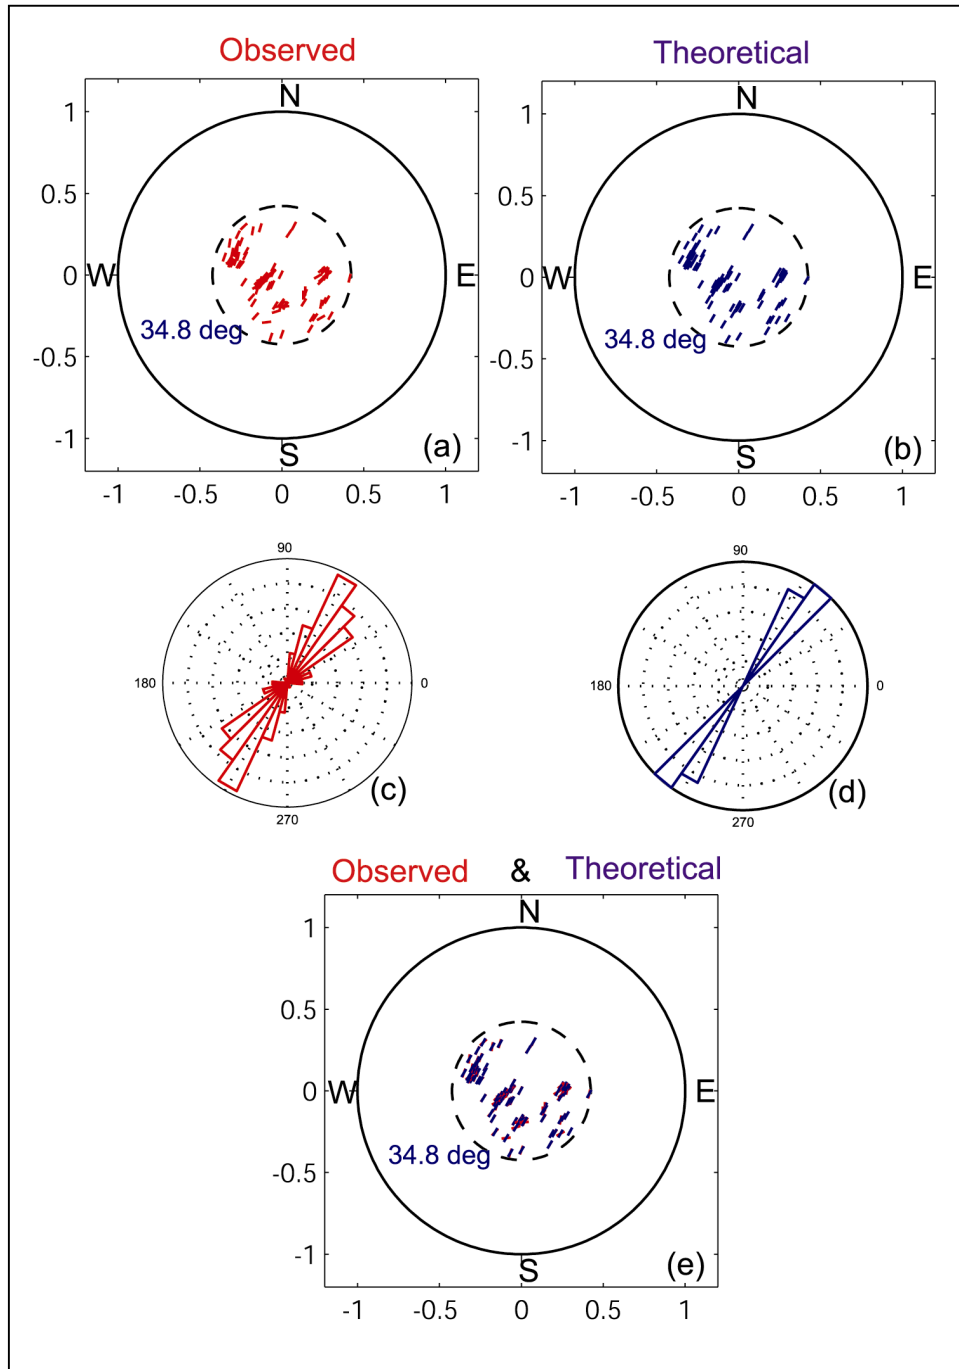 Observed Theoretical
N N
1 1
0.5 0.5
W 0 E W 0 E
34.8 deg 34.8 deg
-0.5 -0.5
-1 (a) -1 (b)
S S
-1 -0.5 0 0.5 1 -1 -0.5 0 0.5 1
90 90
180 0 180 0
(c) (d)
270 270
Observed & Theoretical
N
1
0.5
0 W E
34.8 deg
-0.5
-1 S (e)
-1 -0.5 0 0.5 1